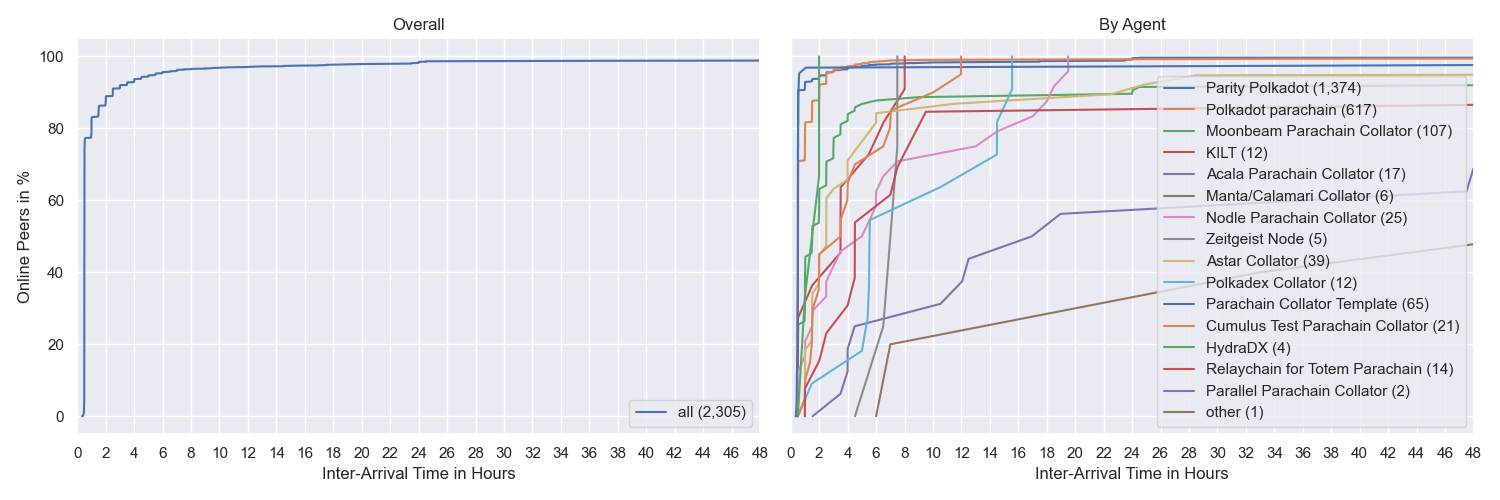 Overall
Online Peers in %
100
80
60
40
20
0
all (2,305)
0 2 4 6 8 10 12 14 16 18 20 22 24 26 28 30 32 34 36 38 40 42 44 46 48
Inter-Arrival Time in Hours
By Agent
Parity Polkadot (1,374)
Polkadot parachain (617)
Moonbeam Parachain Collator (107)
KILT (12)
Acala Parachain Collator (17)
Manta/Calamari Collator (6)
Nodle Parachain Collator (25)
Zeitgeist Node (5)
Astar Collator (39)
Polkadex Collator (12)
Parachain Collator Template (65)
Cumulus Test Parachain Collator (21)
HydraDX (4)
Relaychain for Totem Parachain (14)
Parallel Parachain Collator (2)
other (1)
0 2 4 6 8 10 12 14 16 18 20 22 24 26 28 30 32 34 36 38 40 42 44 46 48
Inter-Arrival Time in Hours